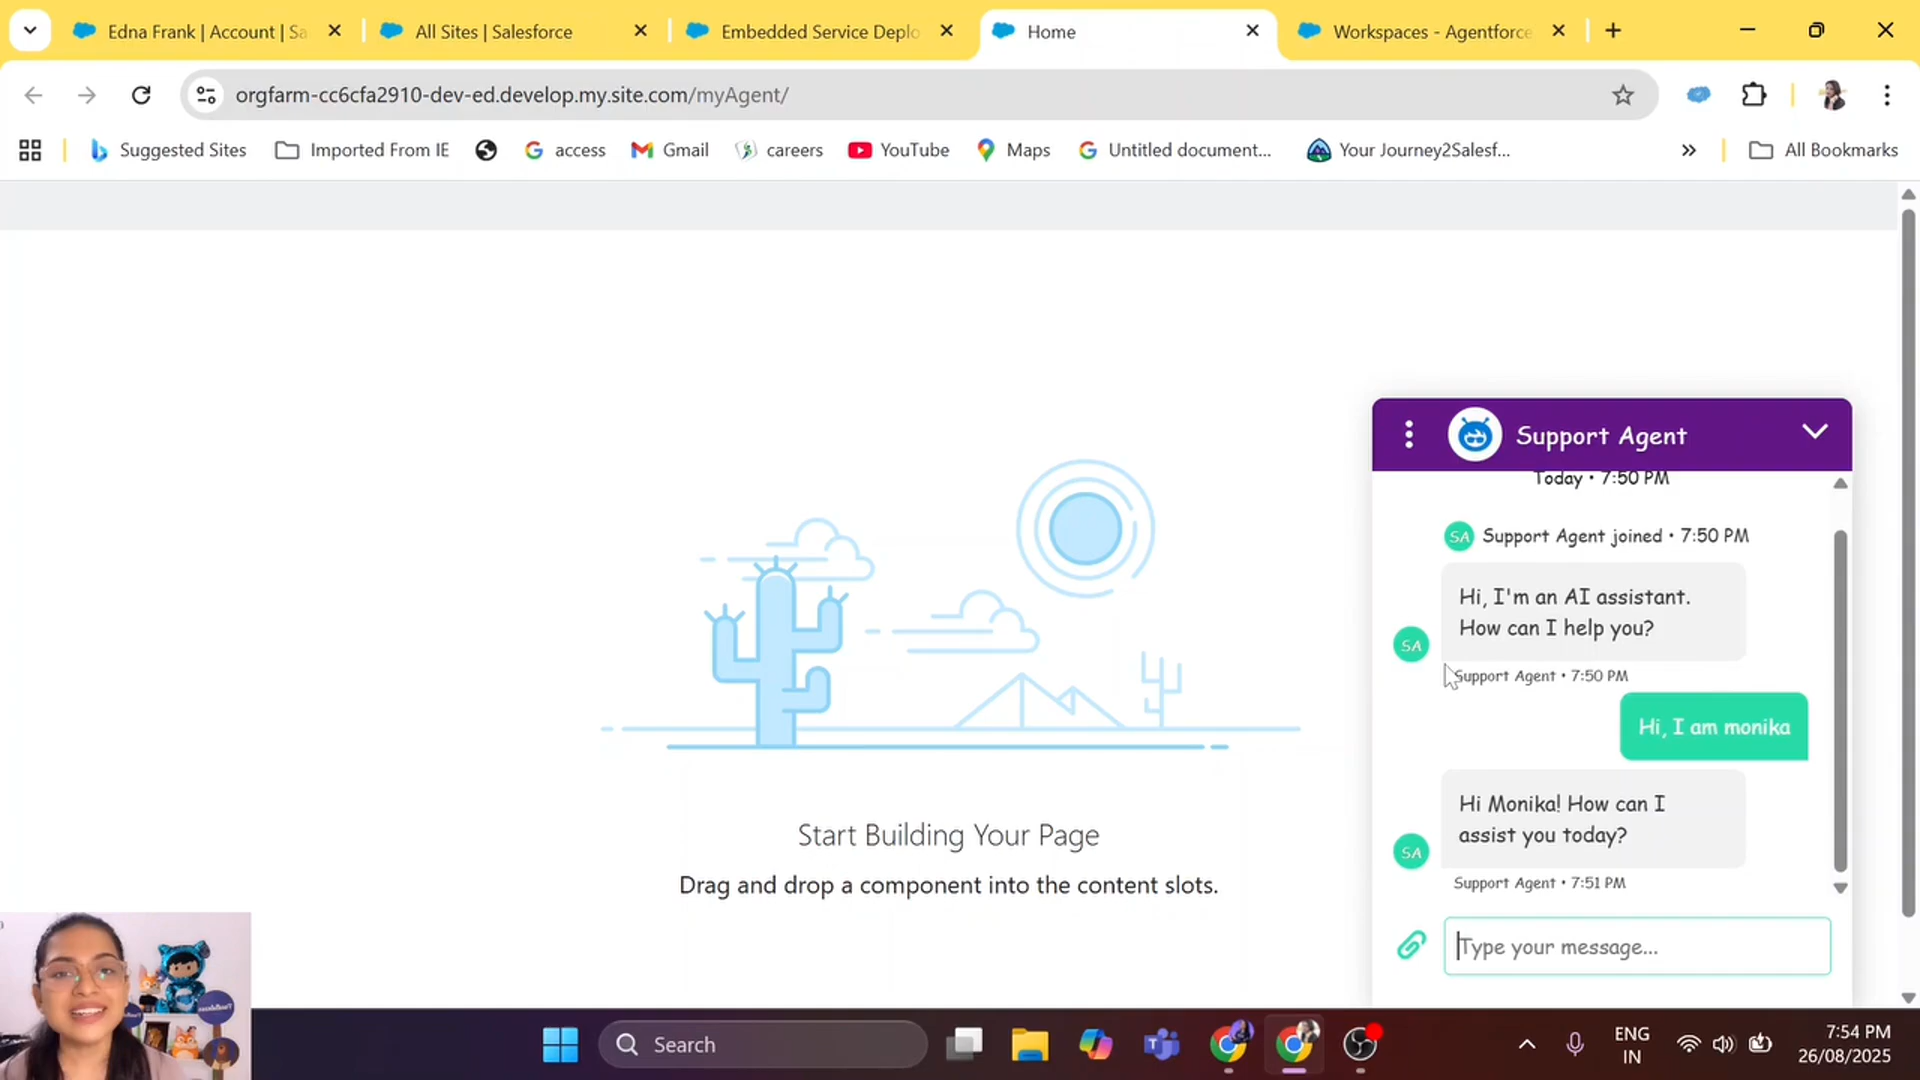 Edna Frank | Account | Sa
All Sites | Salesforce
Embedded Service Deplo
Home
Workspaces - Agentforce
orgfarm-cc6cfa2910-dev-ed.develop.my.site.com/myAgent/
Suggested Sites
Imported From IE
access
Gmail
careers
YouTube
Maps
Untitled document...
Your Journey2Salesf...
All Bookmarks
Support Agent
Today • 7:50 PM
SA
Support Agent joined • 7:50 PM
Hi, I'm an AI assistant.
How can I help you?
SA
Support Agent • 7:50 PM
Hi, I am monika
Hi Monika! How can I
assist you today?
SA
Support Agent • 7:51 PM
Type your message...
Start Building Your Page
Drag and drop a component into the content slots.
Search
ENG
IN
7:54 PM
26/08/2025